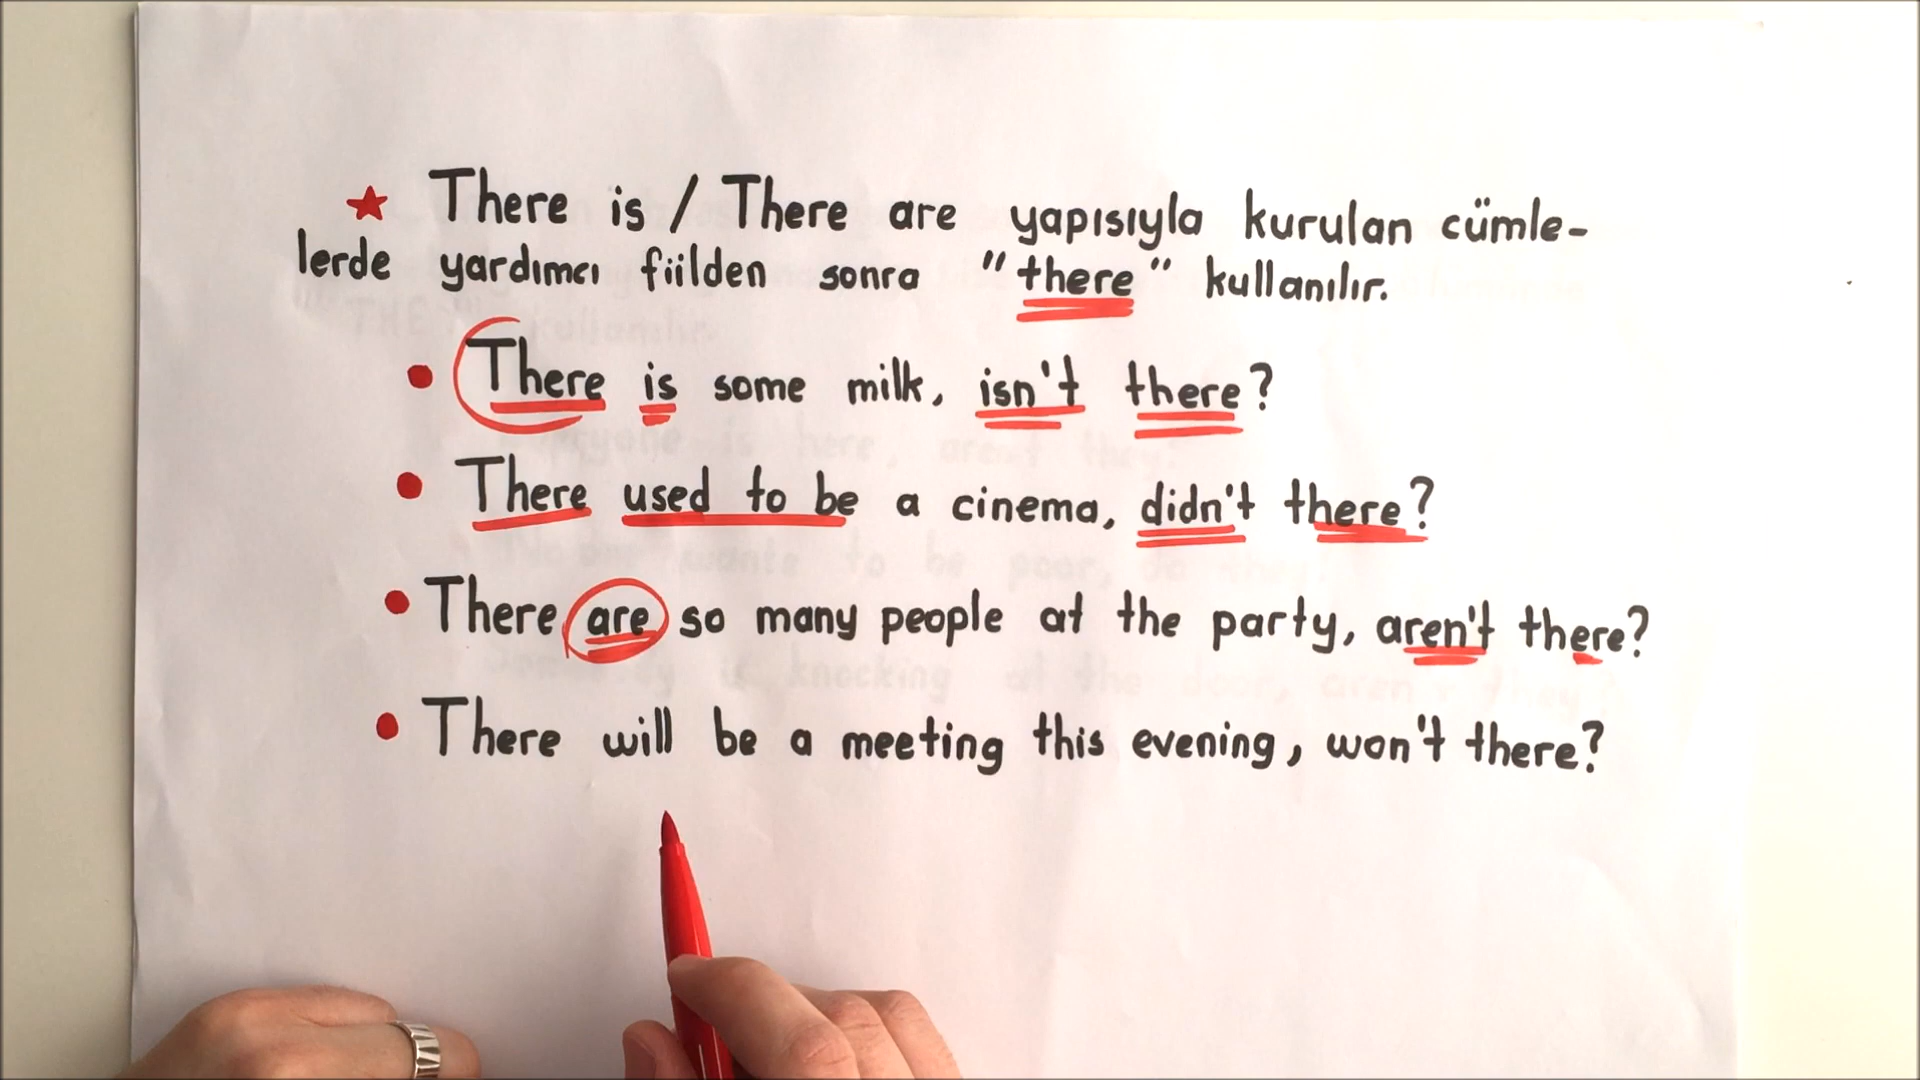 There is / There are yapısıyla kurulan cümle-
lerde yardımcı fiilden sonra "there" kullanılır.
There is some milk, isn't there?
There used to be a cinema, didn't there?
There are so many people at the party, aren't there?
There will be a meeting this evening, won't there?